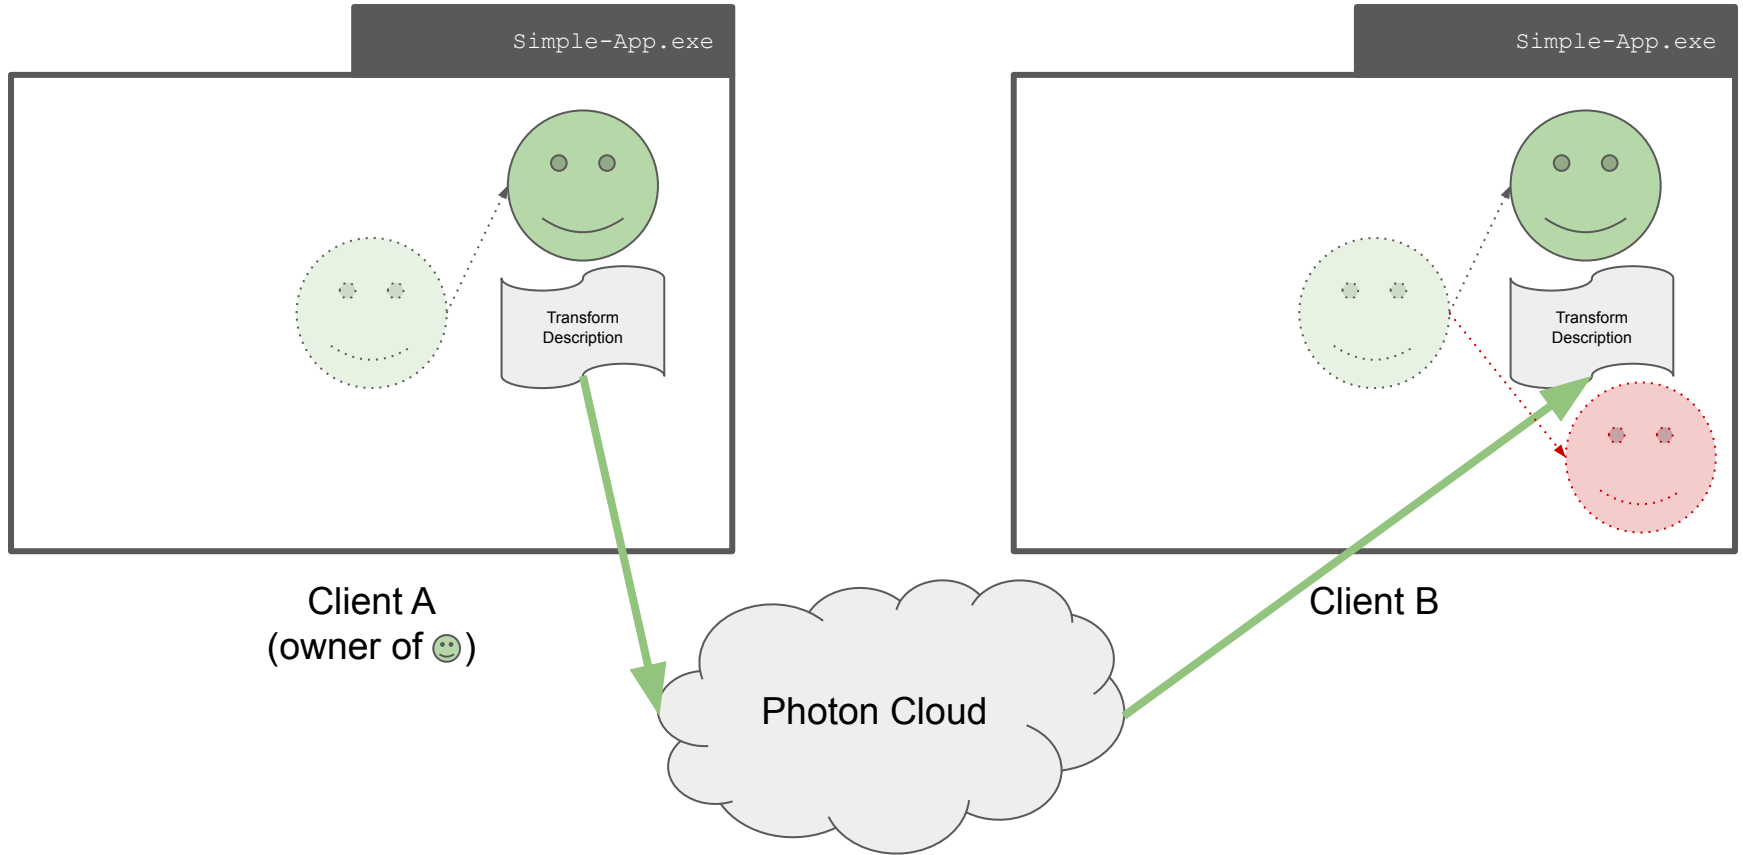 Simple-App.exe
Simple-App.exe
Transform
Description
Transform
Description
Client A
(owner of )
Client B
Photon Cloud